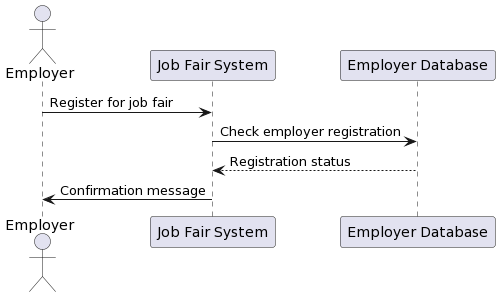 Employer
Job Fair System
Employer Database
Register for job fair
Check employer registration
Registration status
Confirmation message
Employer
Job Fair System
Employer Database